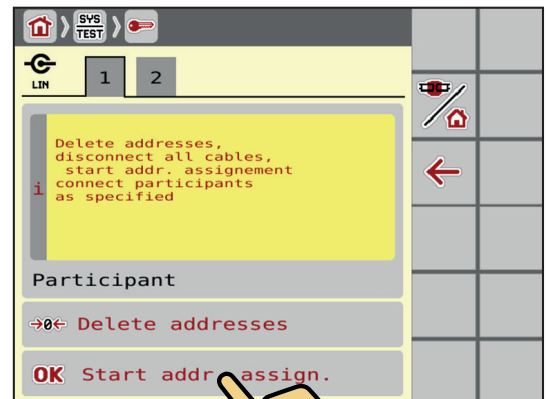 SYS
TEST
LIN
1 2
i
Delete addresses,
disconnect all cables,
start addr. assignement
connect participants
as specified
Participant
→0← Delete addresses
OK Start addr. assign.